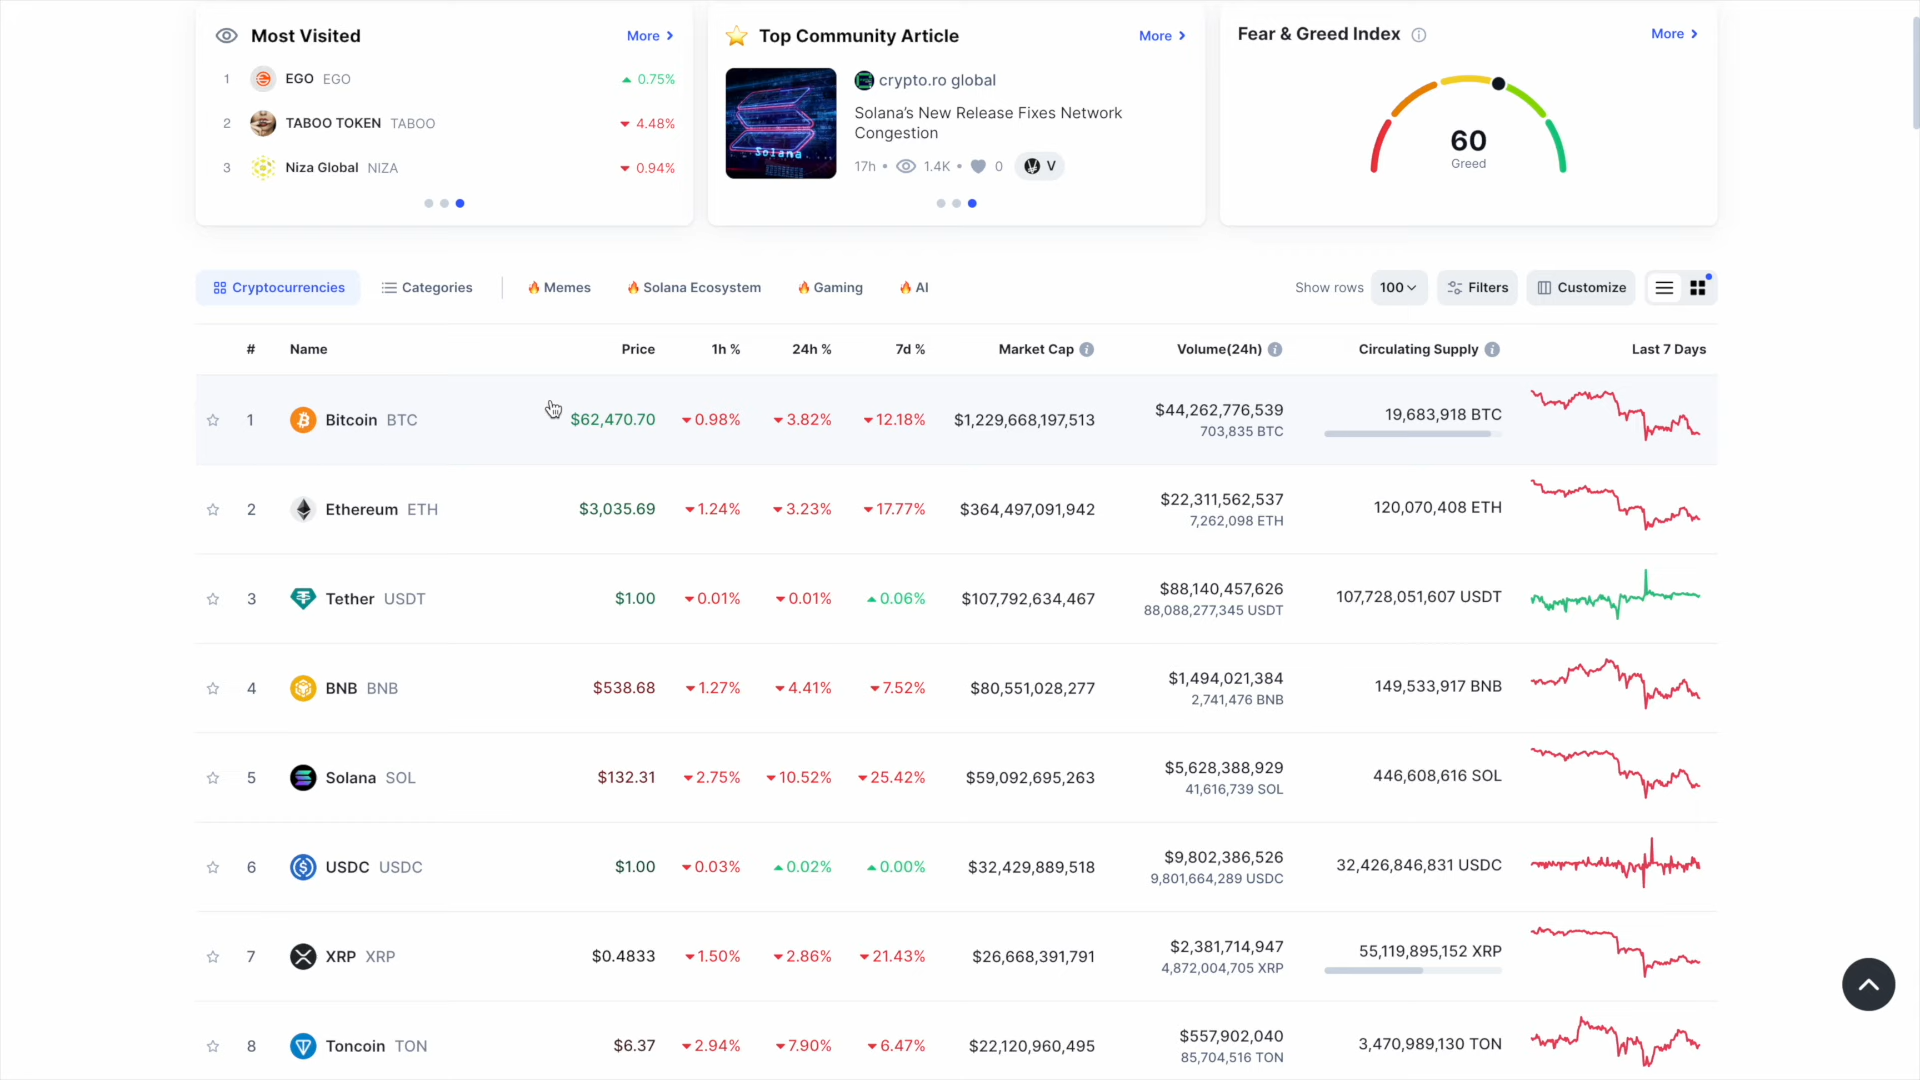 Most Visited
More >
1 EGO EGO 0.75%
2 TABOO TOKEN TABOO 4.48%
3 Niza Global NIZA 0.94%
Top Community Article
More >
crypto.ro global
Solana’s New Release Fixes Network
Congestion
17h • 1.4K • 0 V
Solana
Fear & Greed Index
More >
60
Greed
Cryptocurrencies Categories Memes Solana Ecosystem Gaming AI Show rows 100 Filters Customize
# Name Price 1h % 24h % 7d % Market Cap Volume(24h) Circulating Supply Last 7 Days
1 Bitcoin BTC $62,470.70 0.98% 3.82% 12.18% $1,229,668,197,513 $44,262,776,539 19,683,918 BTC
703,835 BTC
2 Ethereum ETH $3,035.69 1.24% 3.23% 17.77% $364,497,091,942 $22,311,562,537 120,070,408 ETH
7,262,098 ETH
3 Tether USDT $1.00 0.01% 0.01% 0.06% $107,792,634,467 $88,140,457,626 107,728,051,607 USDT
88,088,277,345 USDT
4 BNB BNB $538.68 1.27% 4.41% 7.52% $80,551,028,277 $1,494,021,384 149,533,917 BNB
2,741,476 BNB
5 Solana SOL $132.31 2.75% 10.52% 25.42% $59,092,695,263 $5,628,388,929 446,608,616 SOL
41,616,739 SOL
6 USDC USDC $1.00 0.03% 0.02% 0.00% $32,429,889,518 $9,802,386,526 32,426,846,831 USDC
9,801,664,289 USDC
7 XRP XRP $0.4833 1.50% 2.86% 21.43% $26,668,391,791 $2,381,714,947 55,119,895,152 XRP
4,872,004,705 XRP
8 Toncoin TON $6.37 2.94% 7.90% 6.47% $22,120,960,495 $557,902,040 3,470,989,130 TON
85,704,516 TON